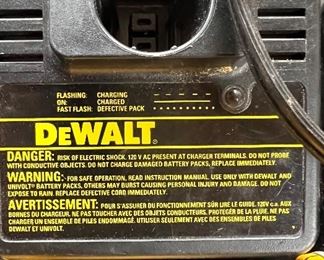 FLASHING: CHARGING
ON: CHARGED
FAST FLASH: DEFECTIVE PACK
DEWALT
DANGER: RISK OF ELECTRIC SHOCK. 120 V AC PRESENT AT CHARGER TERMINALS. DO NOT PROBE
WITH CONDUCTIVE OBJECTS. DO NOT CHARGE DAMAGED BATTERY PACKS, REPLACE IMMEDIATELY.
WARNING: - FOR SAFE OPERATION, READ INSTRUCTION MANUAL. USE ONLY WITH DEWALT AND
UNIVOLT BATTERY PACKS, OTHERS MAY BURST CAUSING PERSONAL INJURY AND DAMAGE. DO NOT
EXPOSE TO RAIN. REPLACE DEFECTIVE CORD IMMEDIATELY.
AVERTISSEMENT: POUR S'ASSURER DU FONCTIONNEMENT SÛR LIRE LE GUIDE. 120V c.a. AUX
BORNES DU CHARGEUR. NE PAS TOUCHER AVEC DES OBJETS CONDUCTEURS. PROTÉGER DE LA PLUIE. NE PAS
CHARGER UN ENSEMBLE DE PILES ENDOMMAGÉ. UTILISER SEULEMENT AVEC DES ENSEMBLES DE PILES
DEWALT ET UNIVOLT.